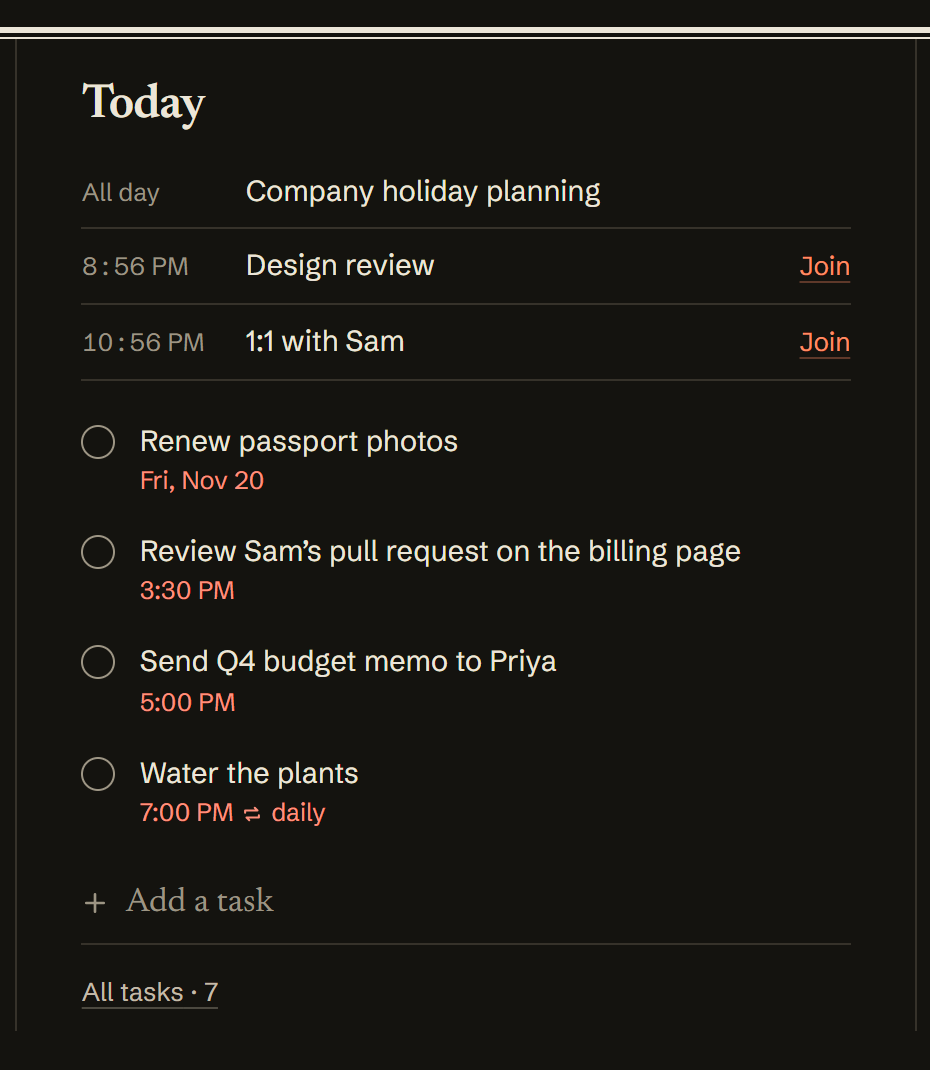 Today
All day Company holiday planning
8:56 PM Design review Join
10:56 PM 1:1 with Sam Join
Renew passport photos
Fri, Nov 20
Review Sam’s pull request on the billing page
3:30 PM
Send Q4 budget memo to Priya
5:00 PM
Water the plants
7:00 PM ⇌ daily
+ Add a task
All tasks · 7